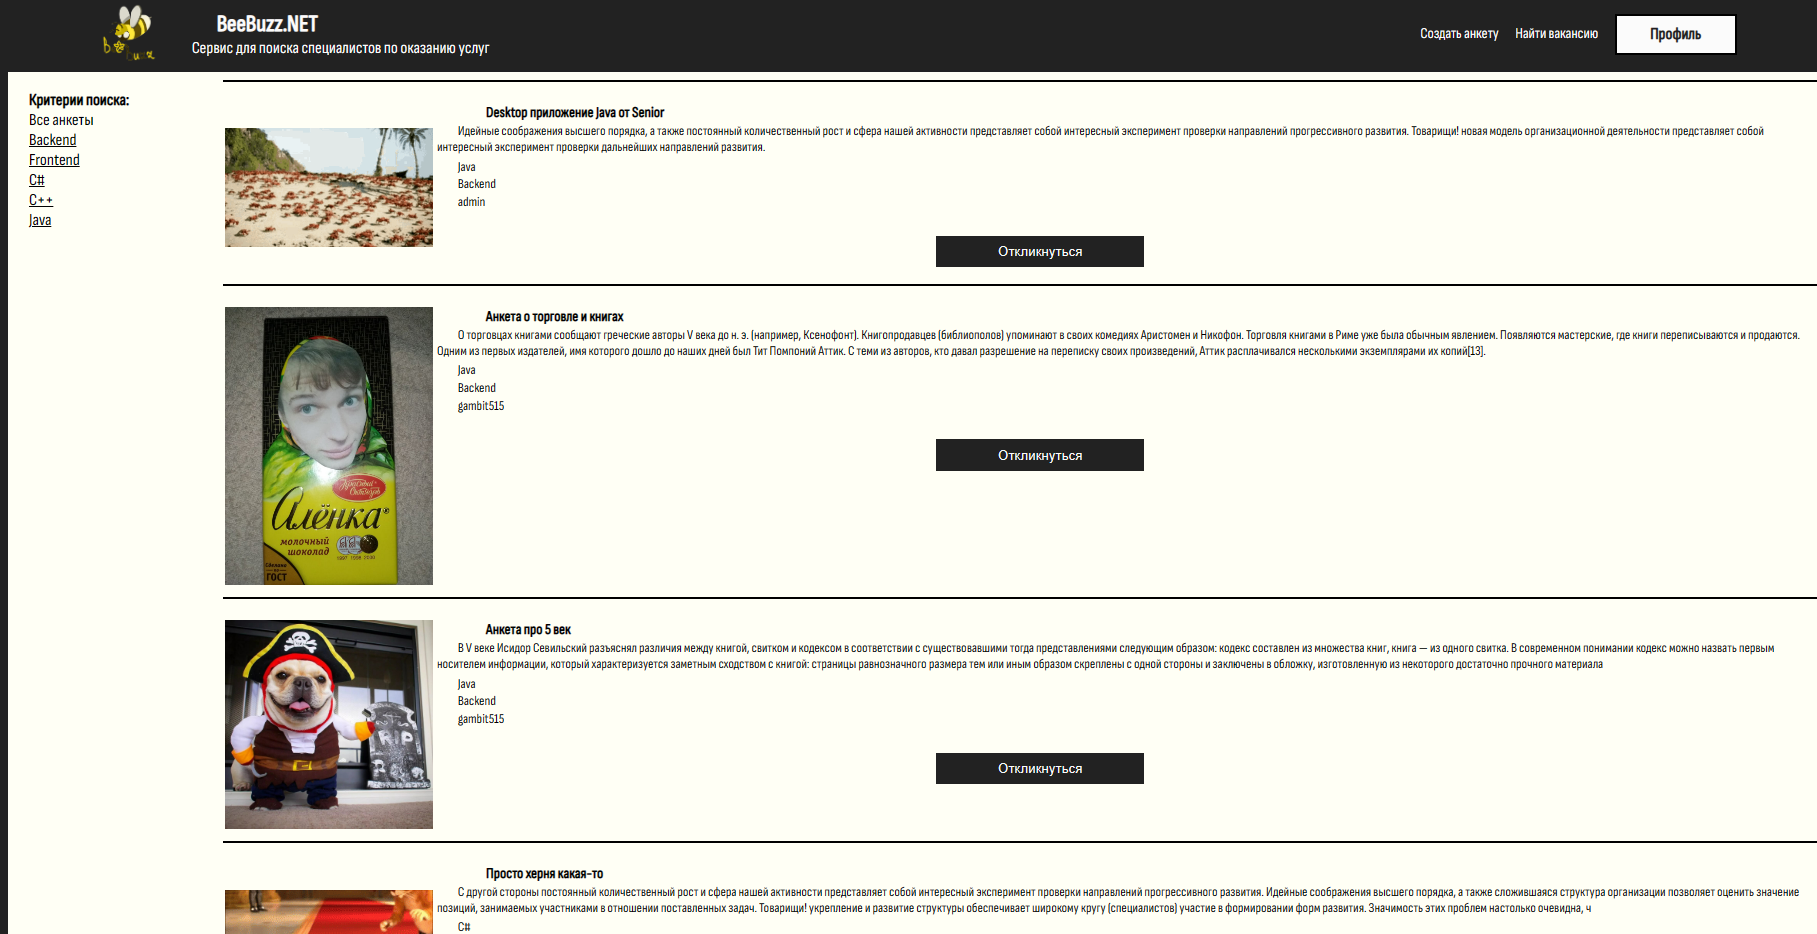 BeeBuzz.NET
Сервис для поиска специалистов по оказанию услуг
Создать анкету
Найти вакансию
Профиль
Критерии поиска:
Все анкеты
Backend
Frontend
C#
C++
Java
Desktop приложение Java от Senior
Идейные соображения высшего порядка, а также постоянный количественный рост и сфера нашей активности представляет собой интересный эксперимент проверки направлений прогрессивного развития. Товарищи! новая модель организационной деятельности представляет собой
интересный эксперимент проверки дальнейших направлений развития.
Java
Backend
admin
Откликнуться
Анкета о торговле и книгах
О торговцах книгами сообщают греческие авторы V века до н. э. (например, Ксенофонт). Книгопродавцев (библиополов) упоминают в своих комедиях Аристомен и Никофон. Торговля книгами в Риме уже была обычным явлением. Появляются мастерские, где книги переписываются и продаются.
Одним из первых издателей, имя которого дошло до наших дней был Тит Помпоний Аттик. С теми из авторов, кто давал разрешение на переписку своих произведений, Аттик расплачивался несколькими экземплярами их копий[13].
Java
Backend
gambit515
Откликнуться
Красный
Октябрь
Алёнка
молочный
шоколад
ГОСТ
Анкета про 5 век
В V веке Исидор Севильский разъяснял различия между книгой, свитком и кодексом в соответствии с существовавшими тогда представлениями следующим образом: кодекс составлен из множества книг, книга — из одного свитка. В современном понимании кодекс можно назвать первым
носителем информации, который характеризуется заметным сходством с книгой: страницы равнозначного размера тем или иным образом скреплены с одной стороны и заключены в обложку, изготовленную из некоторого достаточно прочного материала
Java
Backend
gambit515
Откликнуться
RIP
Просто херня какая-то
С другой стороны постоянный количественный рост и сфера нашей активности представляет собой интересный эксперимент проверки направлений прогрессивного развития. Идейные соображения высшего порядка, а также сложившаяся структура организации позволяет оценить значение
позиций, занимаемых участниками в отношении поставленных задач. Товарищи! укрепление и развитие структуры обеспечивает широкому кругу (специалистов) участие в формировании форм развития. Значимость этих проблем настолько очевидна, ч
C#